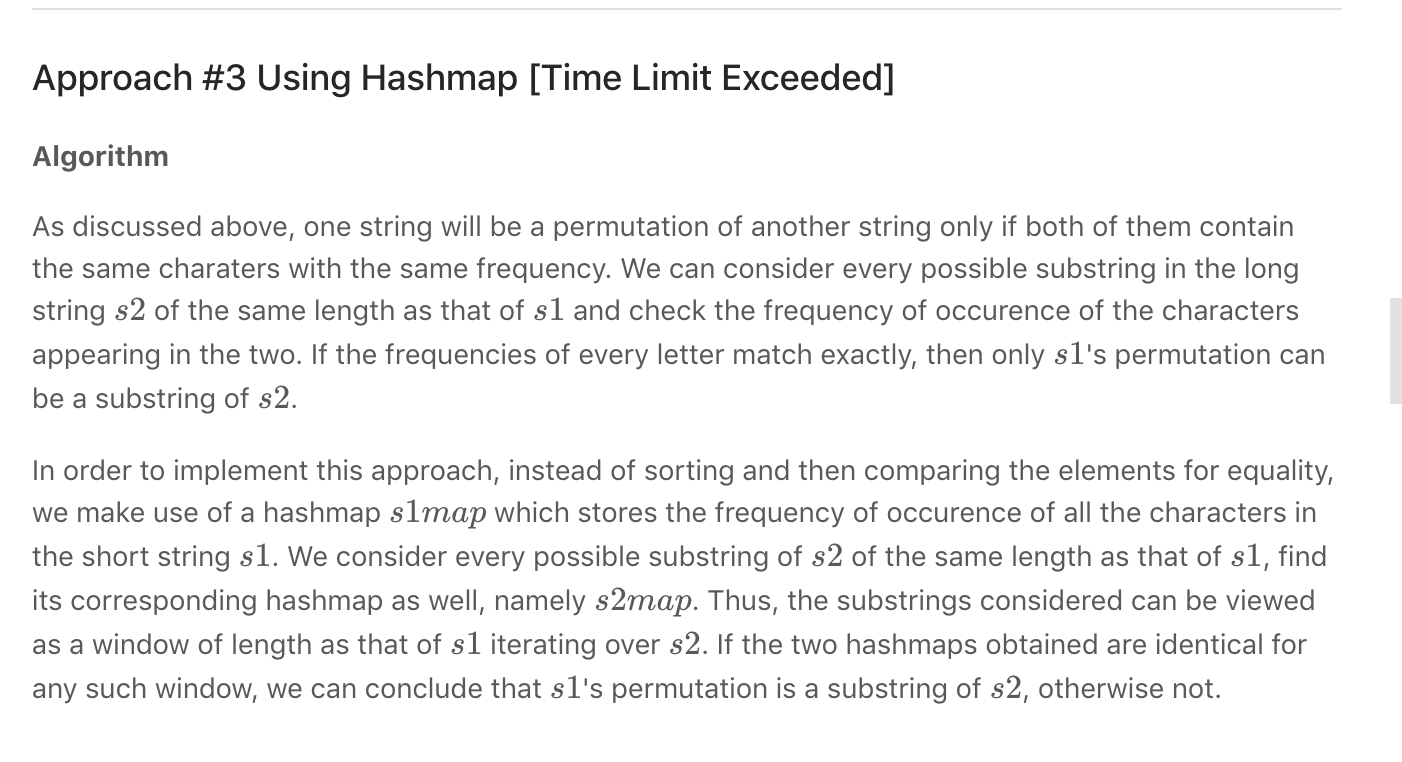 Approach #3 Using Hashmap [Time Limit Exceeded]
Algorithm
As discussed above, one string will be a permutation of another string only if both of them contain
the same charaters with the same frequency. We can consider every possible substring in the long
string s2 of the same length as that of s1 and check the frequency of occurence of the characters
appearing in the two. If the frequencies of every letter match exactly, then only s1's permutation can
be a substring of s2.
In order to implement this approach, instead of sorting and then comparing the elements for equality,
we make use of a hashmap s1map which stores the frequency of occurence of all the characters in
the short string s1. We consider every possible substring of s2 of the same length as that of s1, find
its corresponding hashmap as well, namely s2map. Thus, the substrings considered can be viewed
as a window of length as that of s1 iterating over s2. If the two hashmaps obtained are identical for
any such window, we can conclude that s1's permutation is a substring of s2, otherwise not.